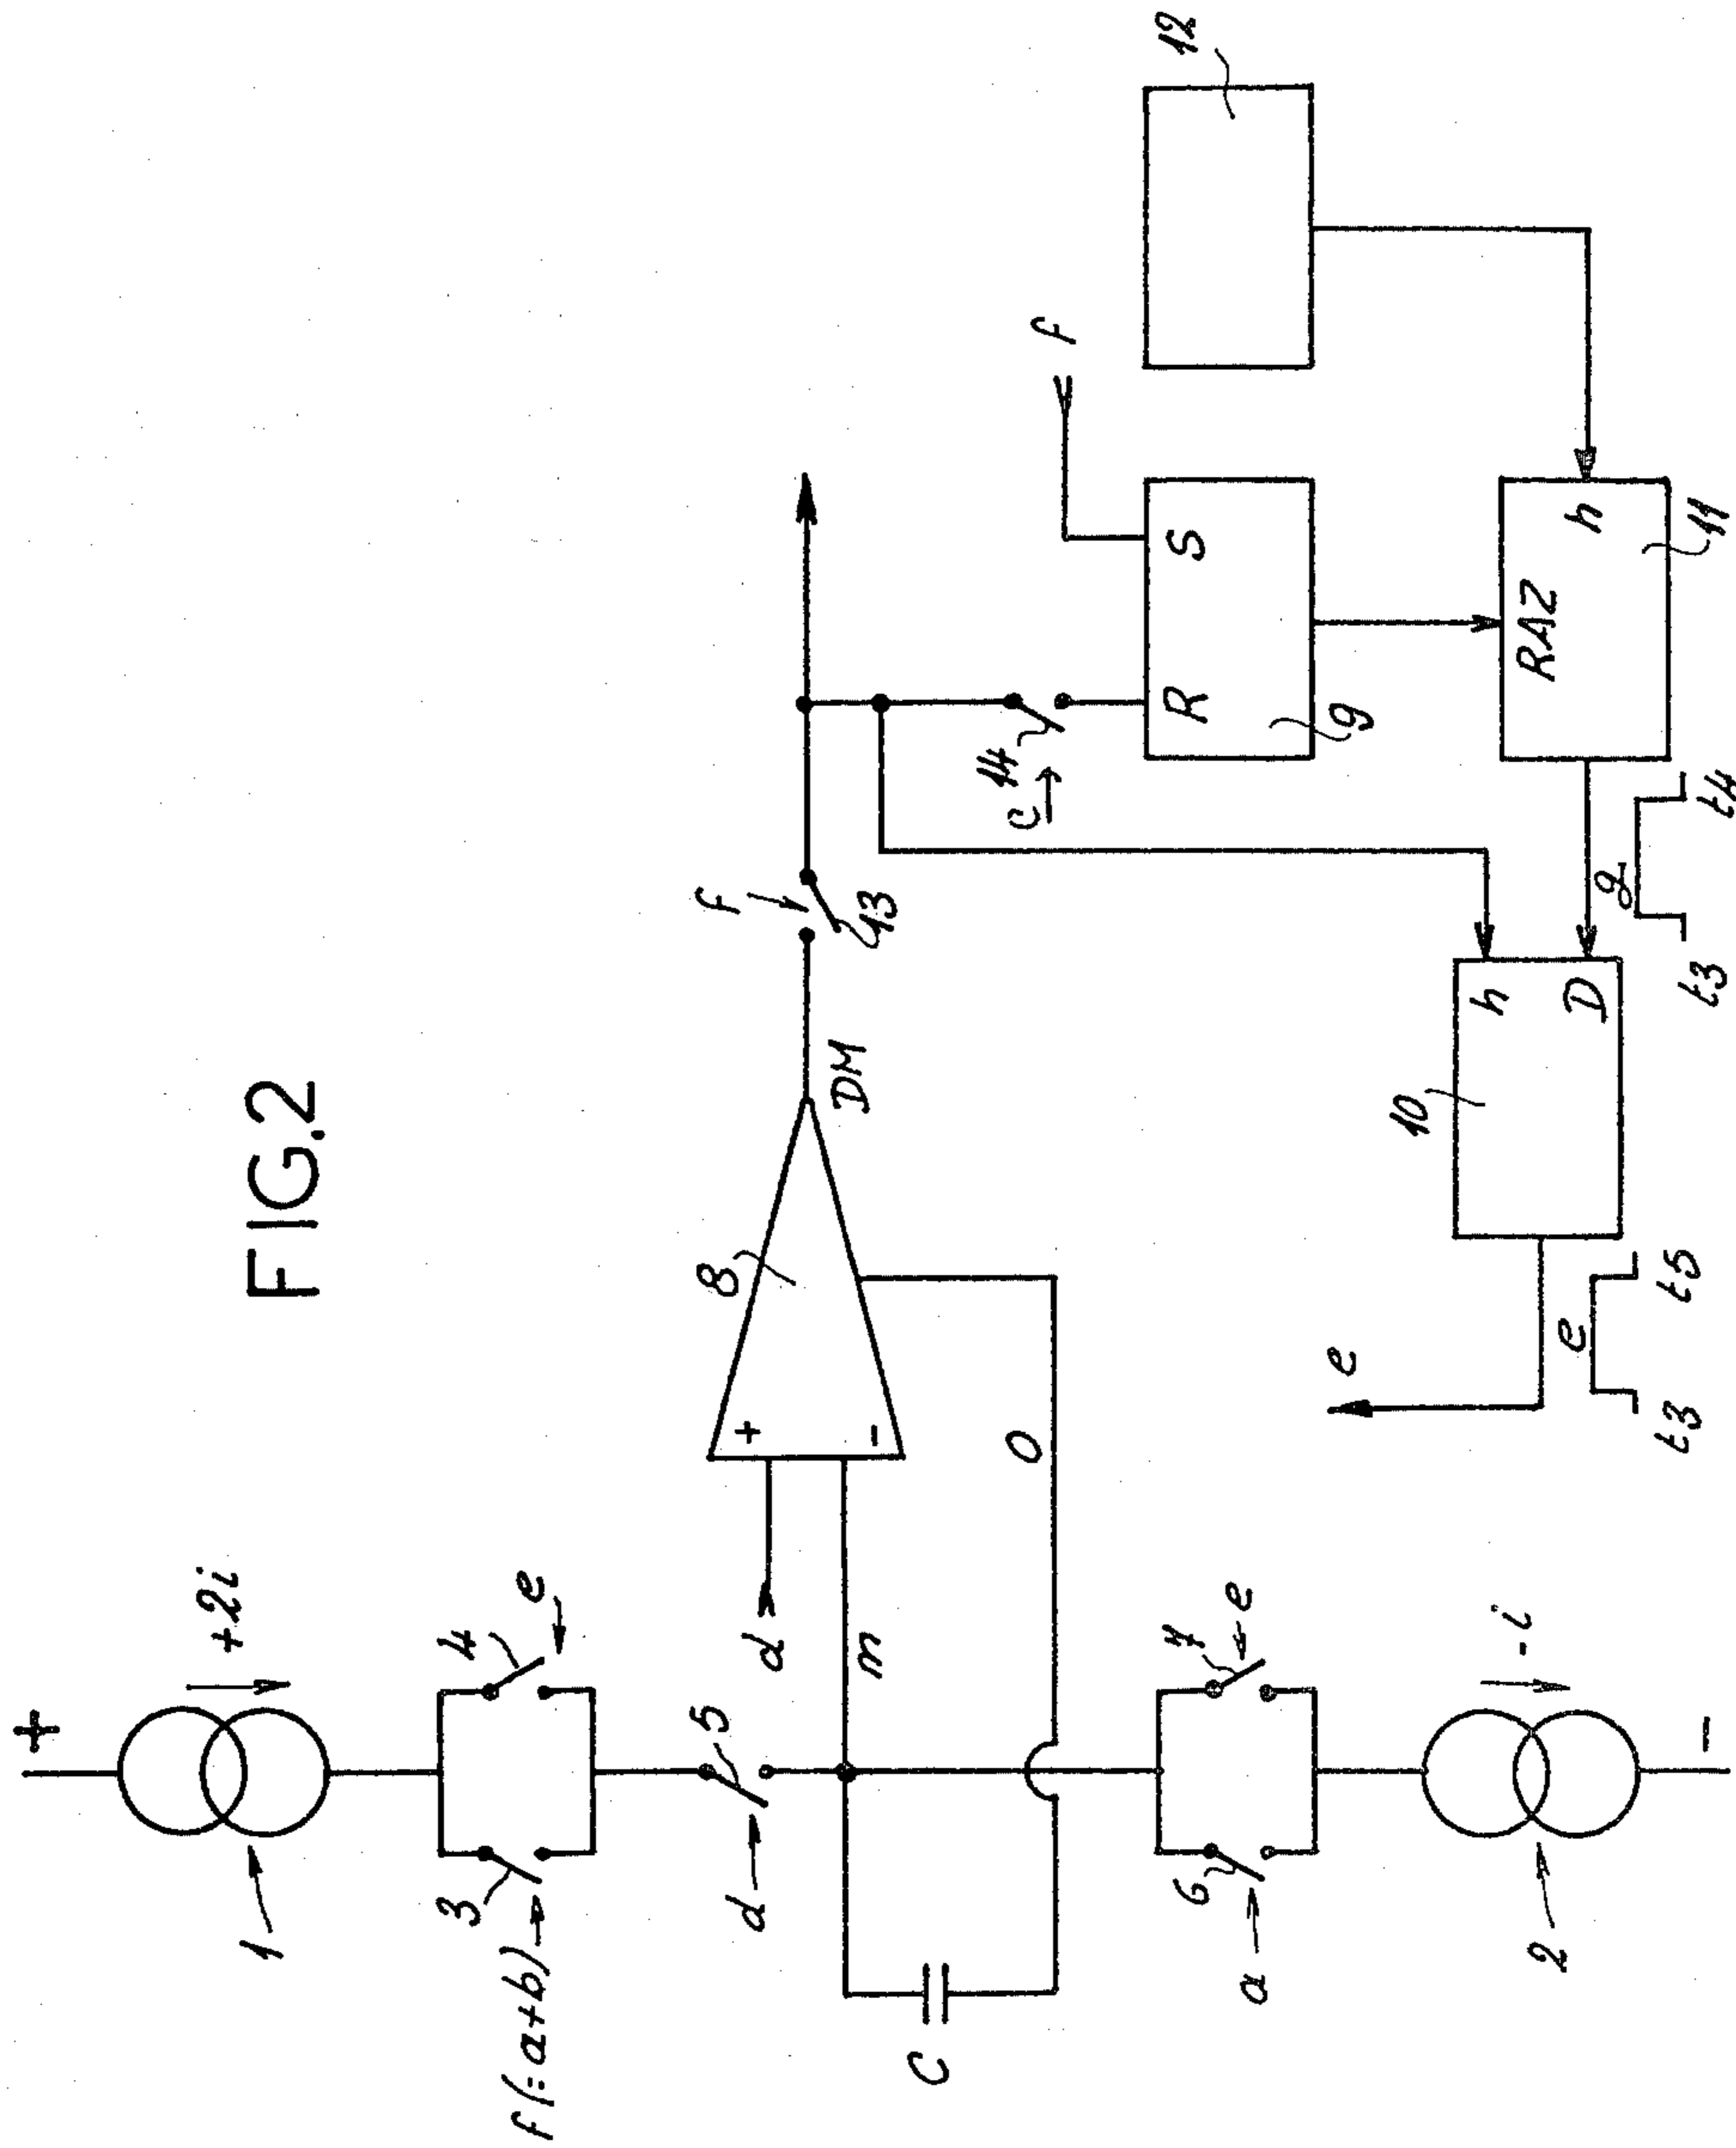 FIG.2
+
+2i
1
f(=a+b)
3
4
e
d
5
d
m
+
-
8
DM
f
13
C
0
a
6
7
e
-i
2
-
C
14
R
S
f
9
12
RAZ
h
11
h
D
10
g
t3
t4
e
e
t3
t5